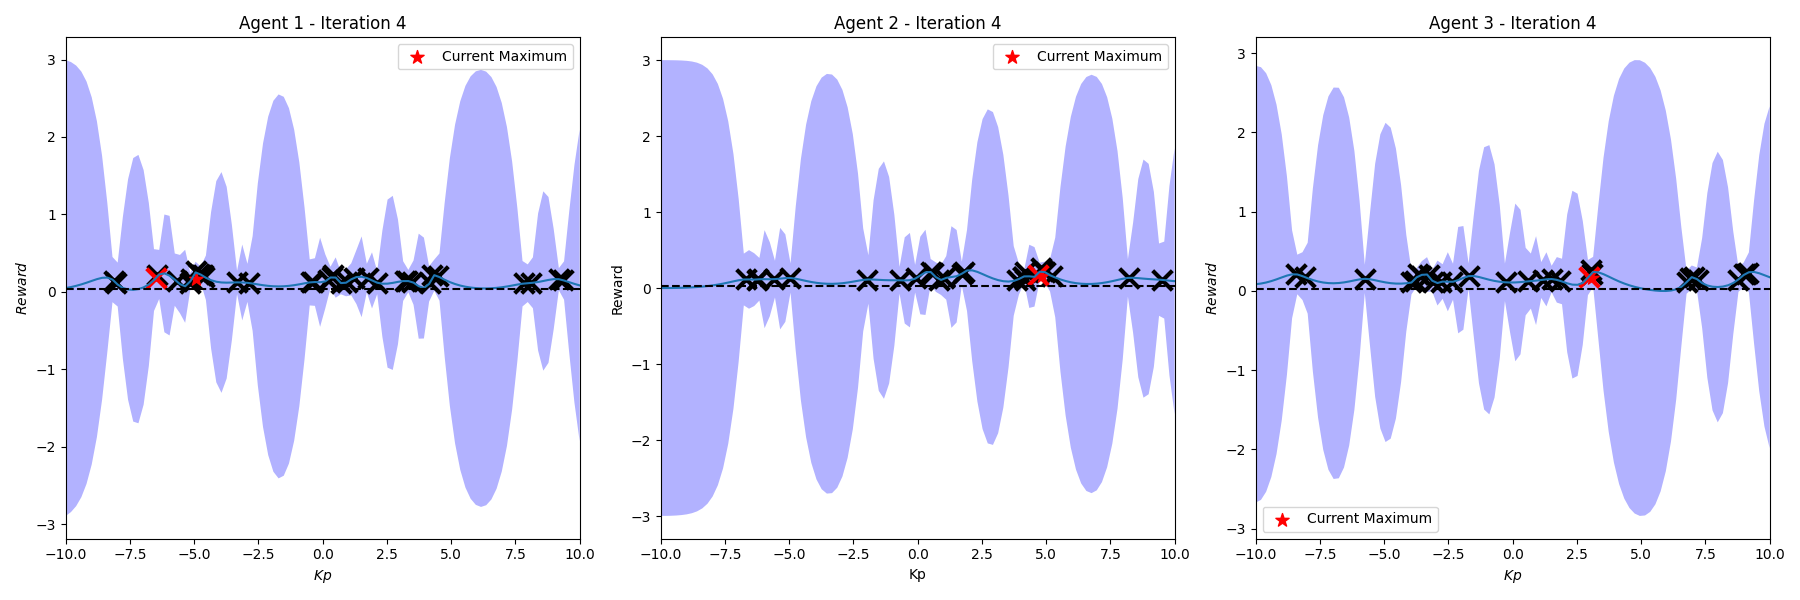 Agent 1 - Iteration 4
Reward
3
2
1
0
−1
−2
−3
Current Maximum
−10.0 −7.5 −5.0 −2.5 0.0 2.5 5.0 7.5 10.0
Kp
Agent 2 - Iteration 4
Reward
3
2
1
0
−1
−2
−3
Current Maximum
−10.0 −7.5 −5.0 −2.5 0.0 2.5 5.0 7.5 10.0
Kp
Agent 3 - Iteration 4
Reward
3
2
1
0
−1
−2
−3
Current Maximum
−10.0 −7.5 −5.0 −2.5 0.0 2.5 5.0 7.5 10.0
Kp